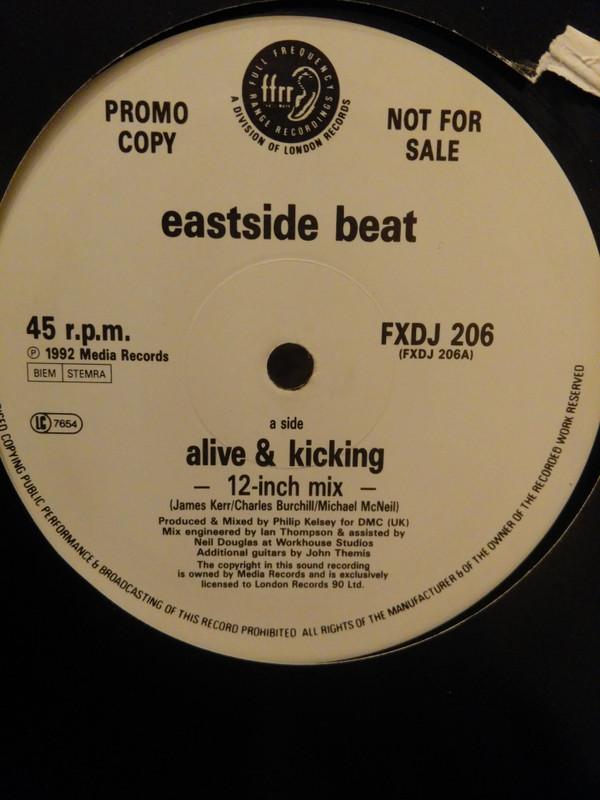 FULL FREQUENCY
ffrr
RANGE RECORDINGS
A DIVISION OF LONDON RECORDS
PROMO
COPY
NOT FOR
SALE
eastside beat
45 r.p.m.
℗ 1992 Media Records
BIEM STEMRA
LC 7654
FXDJ 206
(FXDJ 206A)
a side
alive & kicking
– 12-inch mix –
(James Kerr/Charles Burchill/Michael McNeil)
Produced & Mixed by Philip Kelsey for DMC (UK)
Mix engineered by Ian Thompson & assisted by
Neil Douglas at Workhouse Studios
Additional guitars by John Themis
The copyright in this sound recording
is owned by Media Records and is exclusively
licensed to London Records 90 Ltd.
COPYING PUBLIC PERFORMANCE & BROADCASTING OF THIS RECORD PROHIBITED ALL RIGHTS OF THE MANUFACTURER & OF THE OWNER OF THE RECORDED WORK RESERVED